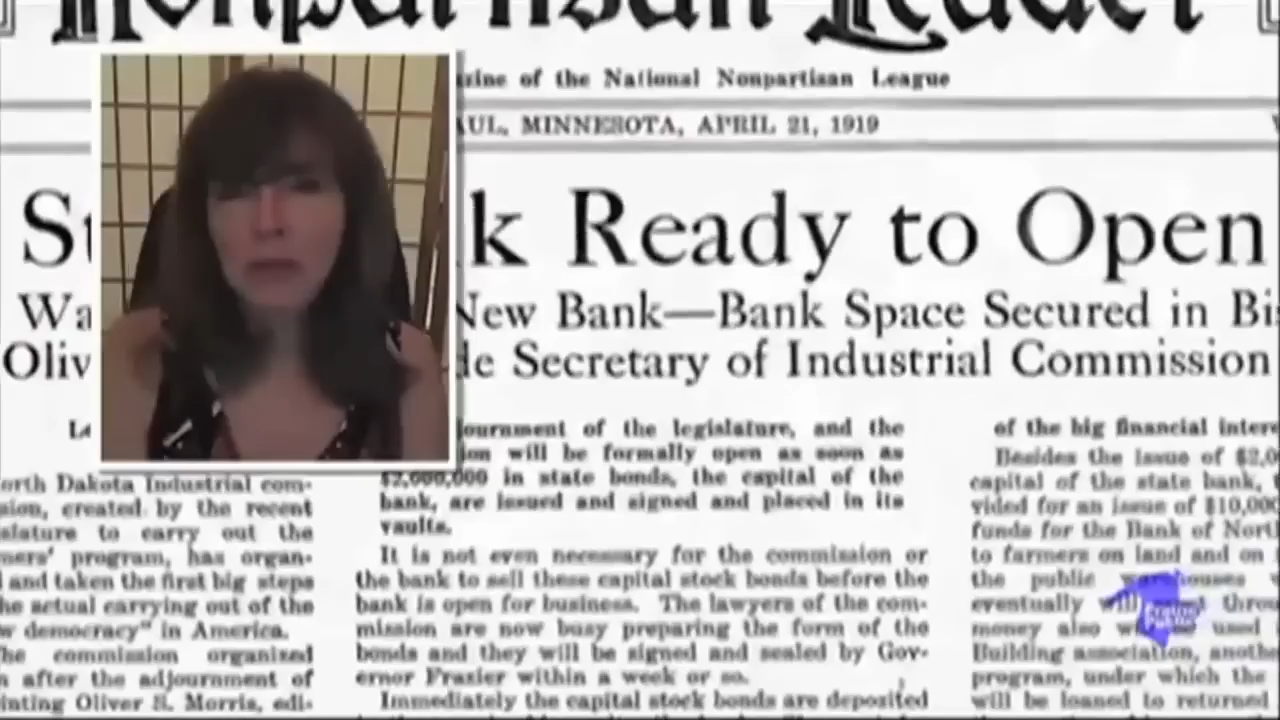 Nonpartisan Leader
zine of the National Nonpartisan League
AUL, MINNESOTA, APRIL 21, 1919
St k Ready to Open
Wa New Bank—Bank Space Secured in Bi
Oliv de Secretary of Industrial Commission
Le
orth Dakota Industrial com-
sion, created by the recent
slature to carry out the
mers' program, has organ-
and taken the first big steps
he actual carrying out of the
w democracy" in America.
he commission organized
n after the adjournment of
inting Oliver S. Morris, edi-
ournment of the legislature, and the
ion will be formally open as soon as
$2,000,000 in state bonds, the capital of the
bank, are issued and signed and placed in its
vaults.
It is not even necessary for the commission or
the bank to sell these capital stock bonds before the
bank is open for business. The lawyers of the com-
mission are now busy preparing the form of the
bonds and they will be signed and sealed by Gov-
ernor Frazier within a week or so.
Immediately the capital stock bonds are deposited
of the big financial intere
Besides the issue of $2,0
capital of the state bank,
vided for an issue of $10,000
funds for the Bank of Nort
to farmers on land and on
the public warehouses
eventually will throu
money also used
Building association, anothe
program, under which the
will be loaned to returned
Prairie
Public